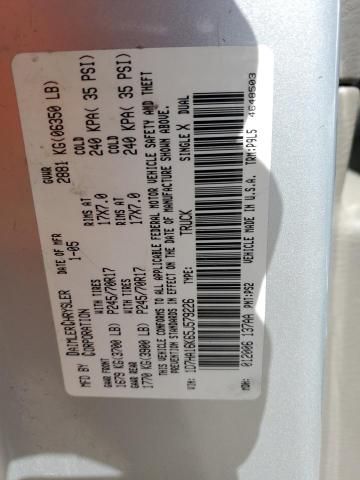 DAIMLERCHRYSLER CORPORATION
DATE OF MFR 1-05
GVWR 2881 KG(06350 LB)
GAWR FRONT WITH TIRES RIMS AT COLD
1679 KG(3700 LB) P245/70R17 17X7.0 240 KPA( 35 PSI)
GAWR REAR WITH TIRES RIMS AT COLD
1770 KG(3900 LB) P245/70R17 17X7.0 240 KPA( 35 PSI)
THIS VEHICLE CONFORMS TO ALL APPLICABLE FEDERAL MOTOR VEHICLE SAFETY AND THEFT
PREVENTION STANDARDS IN EFFECT ON THE DATE OF MANUFACTURE SHOWN ABOVE.
VIN: 1D7HA16K65J579226 TYPE: TRUCK SINGLE X DUAL
MDH: 012006 137AA PAINT: PS2 VEHICLE MADE IN U.S.A. TRM: P9L5 4648503